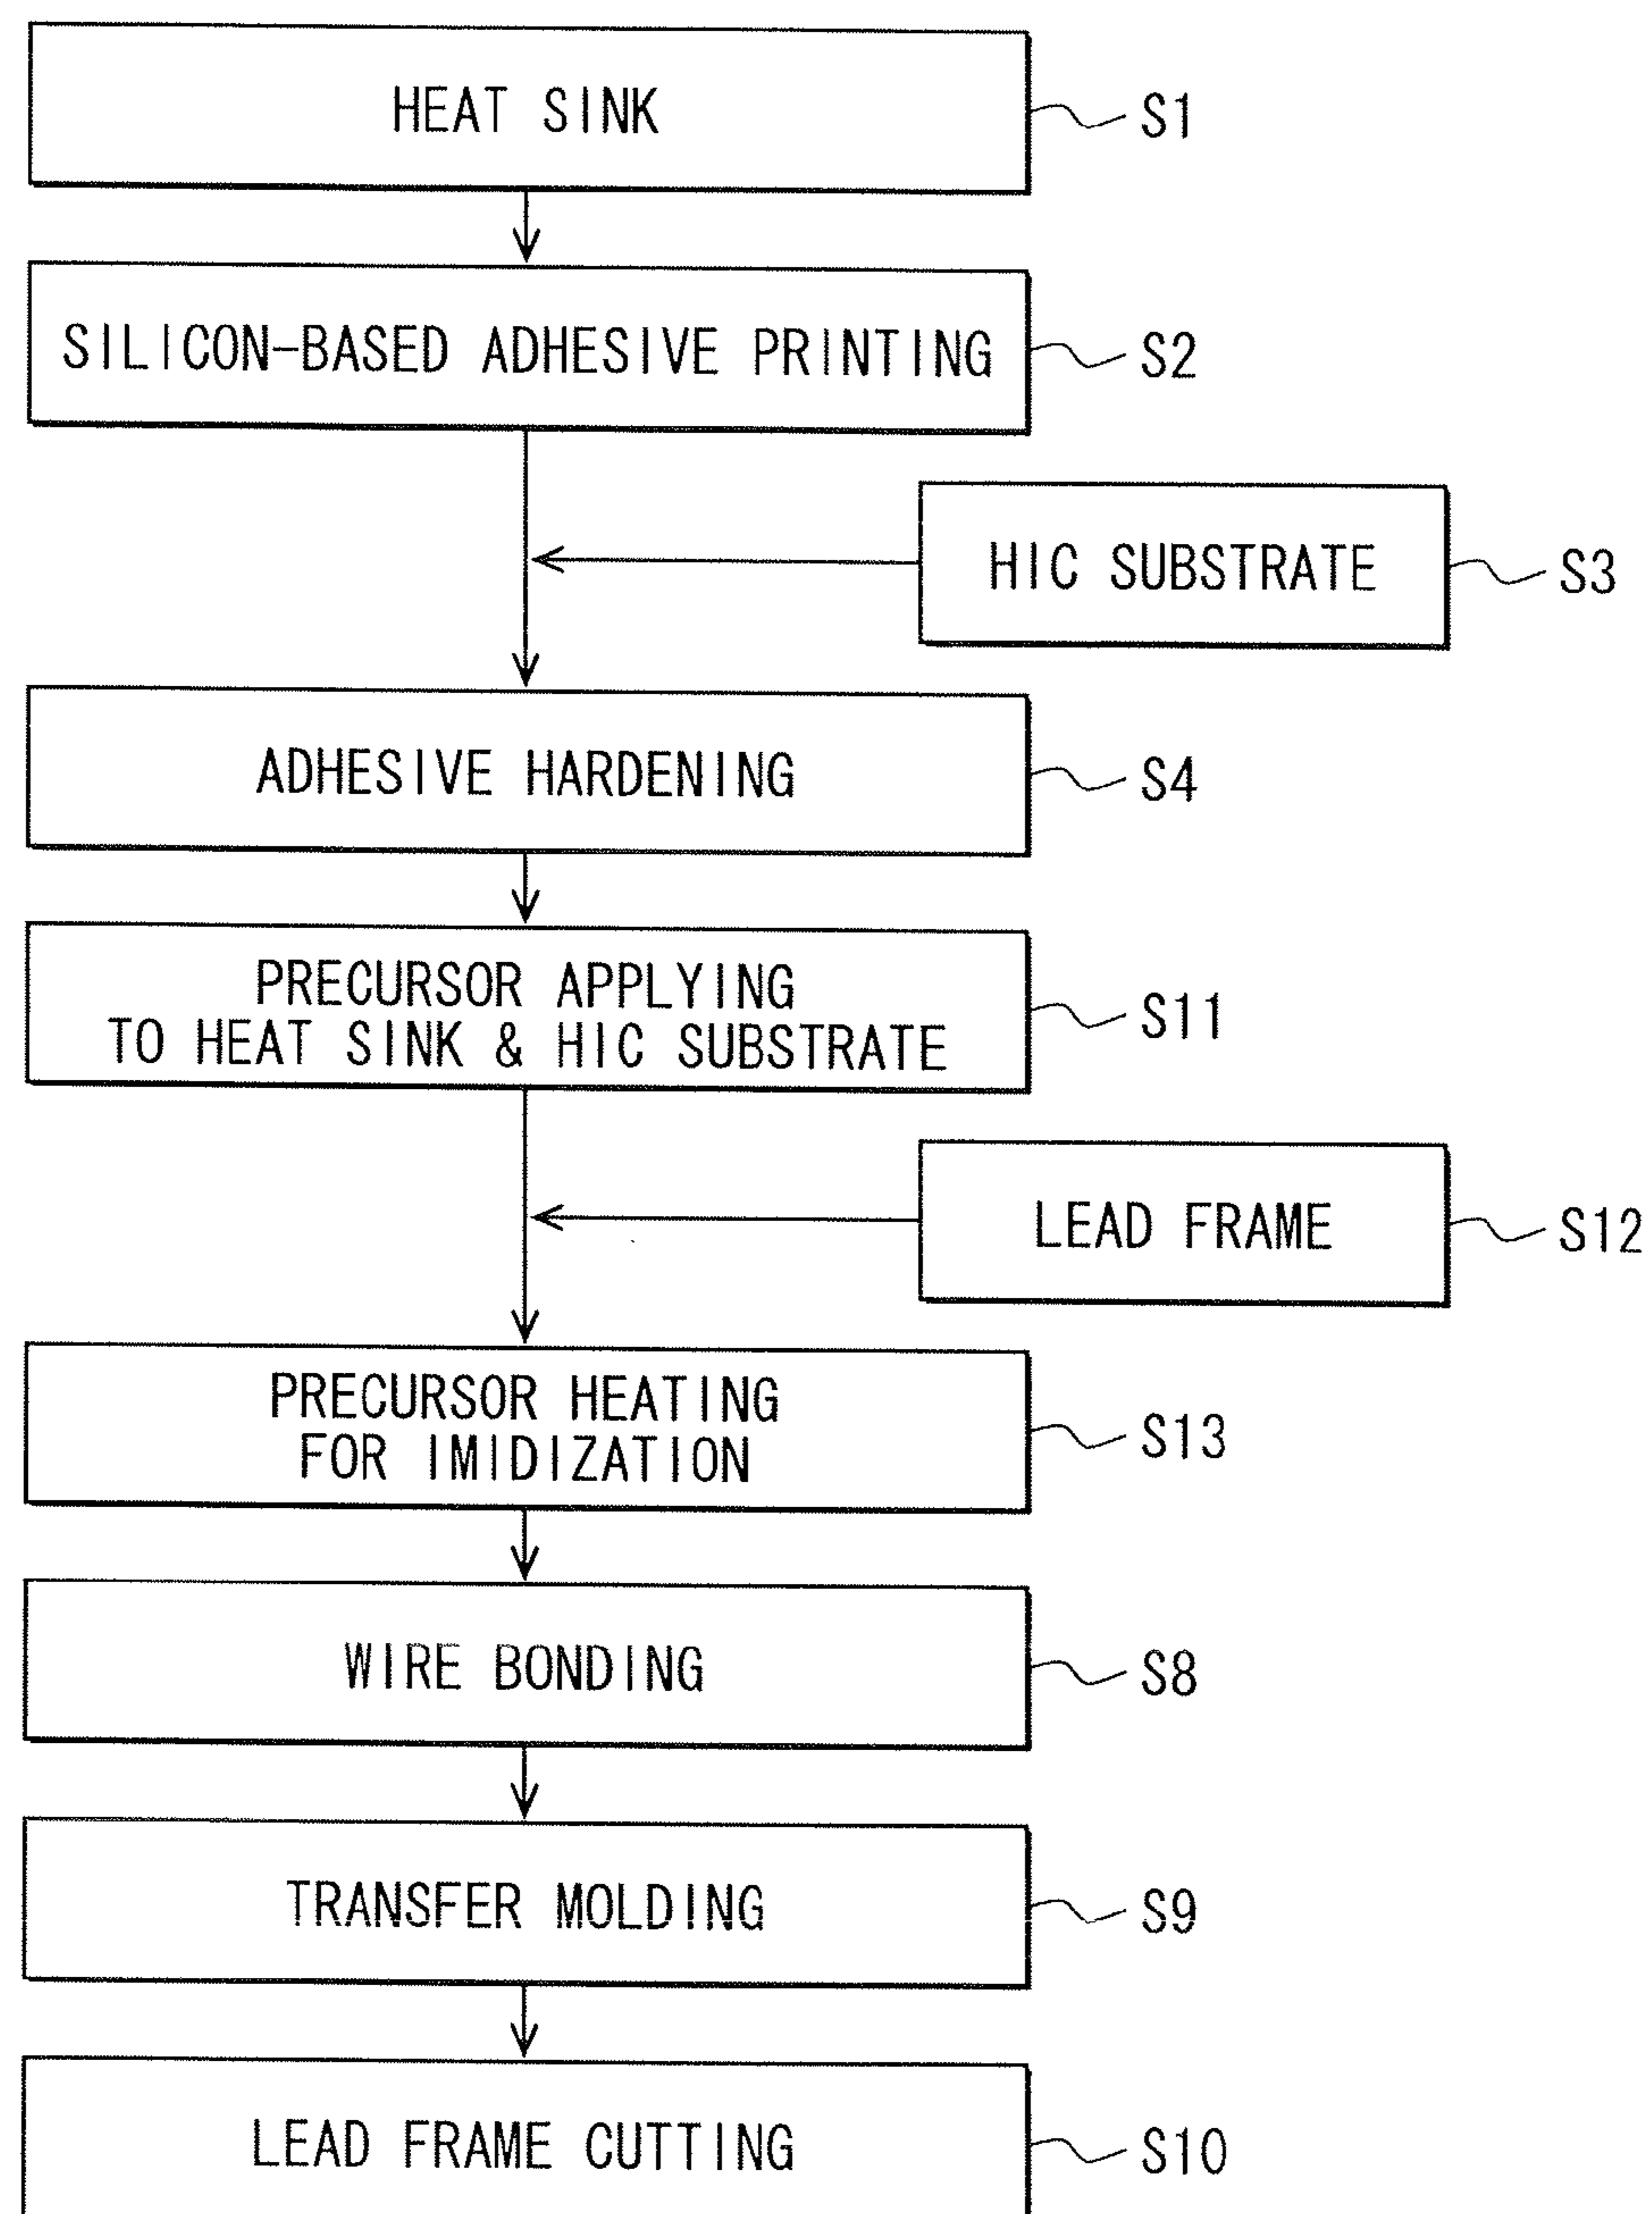 HEAT SINK
S1
SILICON-BASED ADHESIVE PRINTING
S2
HIC SUBSTRATE
S3
ADHESIVE HARDENING
S4
PRECURSOR APPLYING
TO HEAT SINK & HIC SUBSTRATE
S11
LEAD FRAME
S12
PRECURSOR HEATING
FOR IMIDIZATION
S13
WIRE BONDING
S8
TRANSFER MOLDING
S9
LEAD FRAME CUTTING
S10